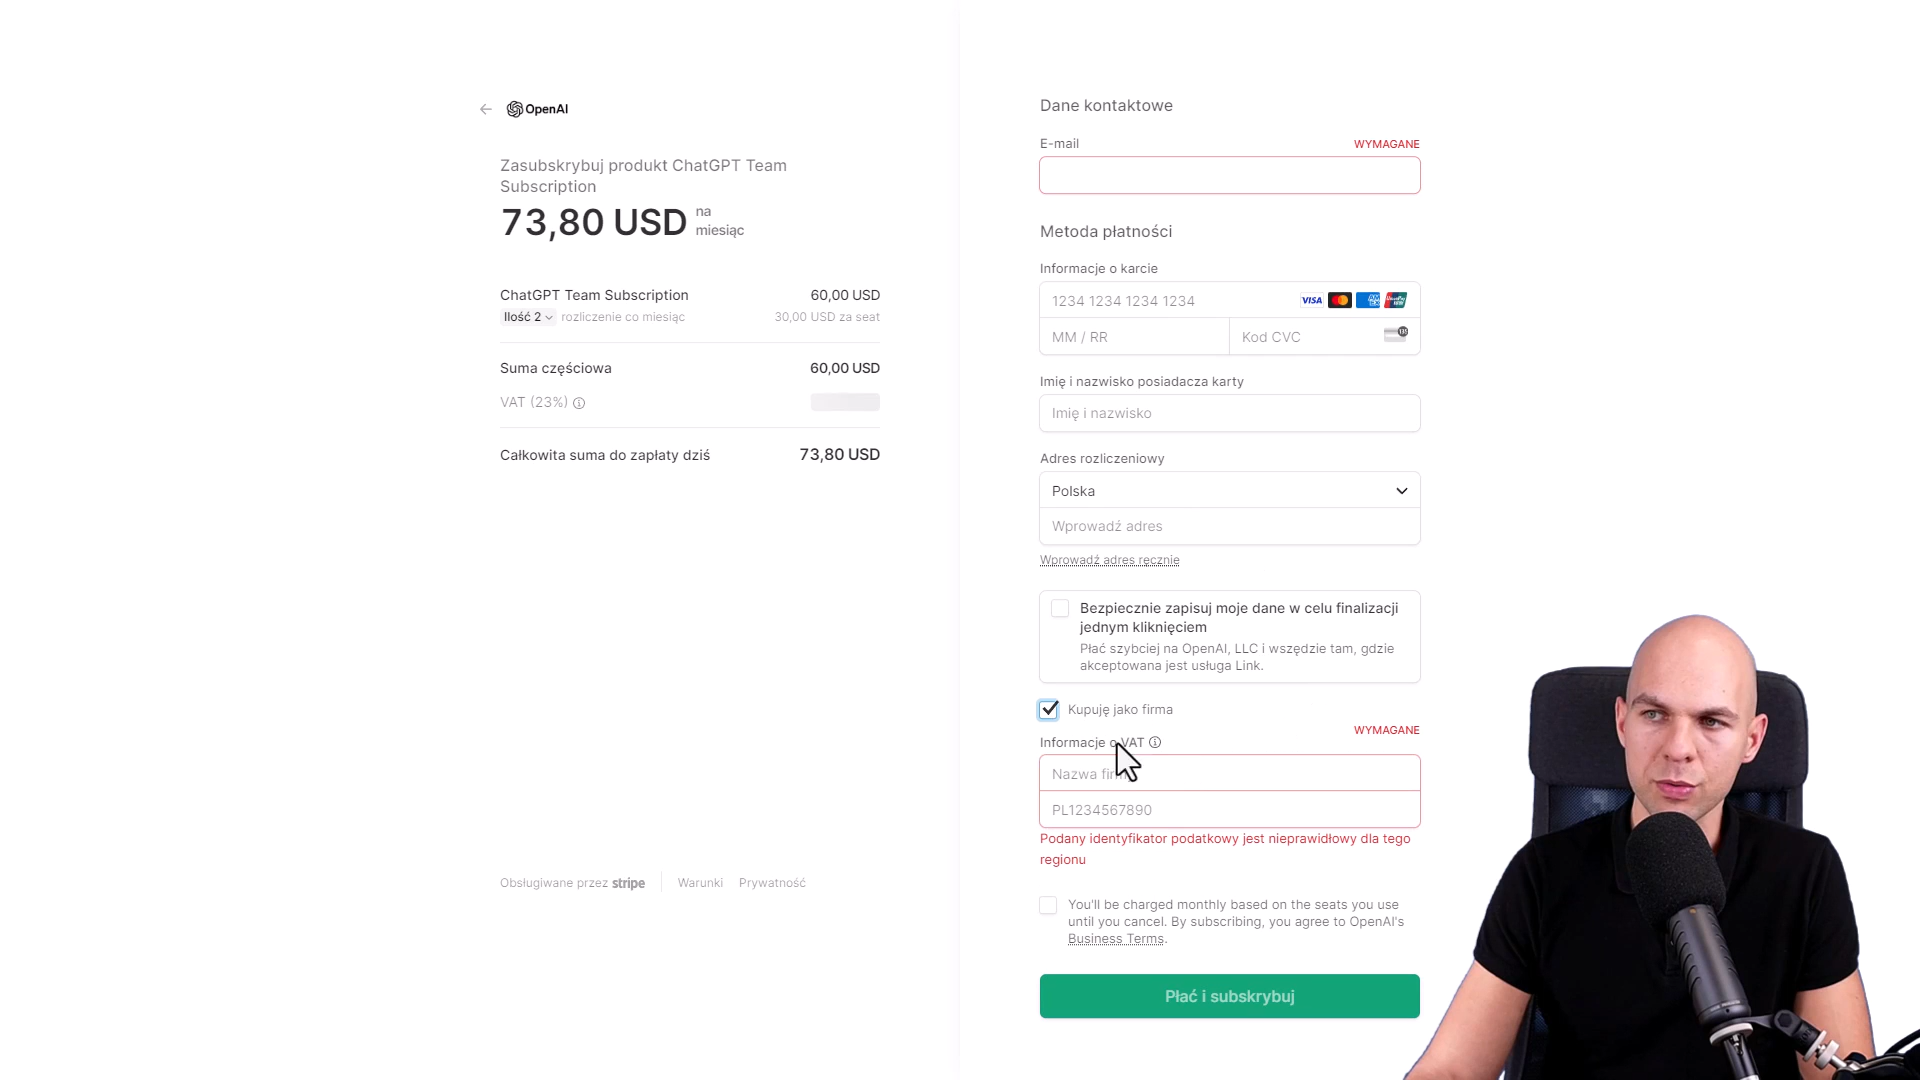 OpenAI
Zasubskrybuj produkt ChatGPT Team
Subscription
73,80 USD
na
miesiąc
ChatGPT Team Subscription
60,00 USD
Ilość 2
rozliczenie co miesiąc
30,00 USD za seat
Suma częściowa
60,00 USD
VAT (23%)
Całkowita suma do zapłaty dziś
73,80 USD
Obsługiwane przez stripe
Warunki
Prywatność
Dane kontaktowe
E-mail
WYMAGANE
Metoda płatności
Informacje o karcie
1234 1234 1234 1234
VISA
MM / RR
Kod CVC
Imię i nazwisko posiadacza karty
Imię i nazwisko
Adres rozliczeniowy
Polska
Wprowadź adres
Wprowadź adres ręcznie
Bezpiecznie zapisuj moje dane w celu finalizacji
jednym kliknięciem
Płać szybciej na OpenAI, LLC i wszędzie tam, gdzie
akceptowana jest usługa Link.
Kupuję jako firma
WYMAGANE
Informacje o VAT
Nazwa
PL1234567890
Podany identyfikator podatkowy jest nieprawidłowy dla tego
regionu
You'll be charged monthly based on the seats you use
until you cancel. By subscribing, you agree to OpenAI's
Business Terms.
Płać i subskrybuj